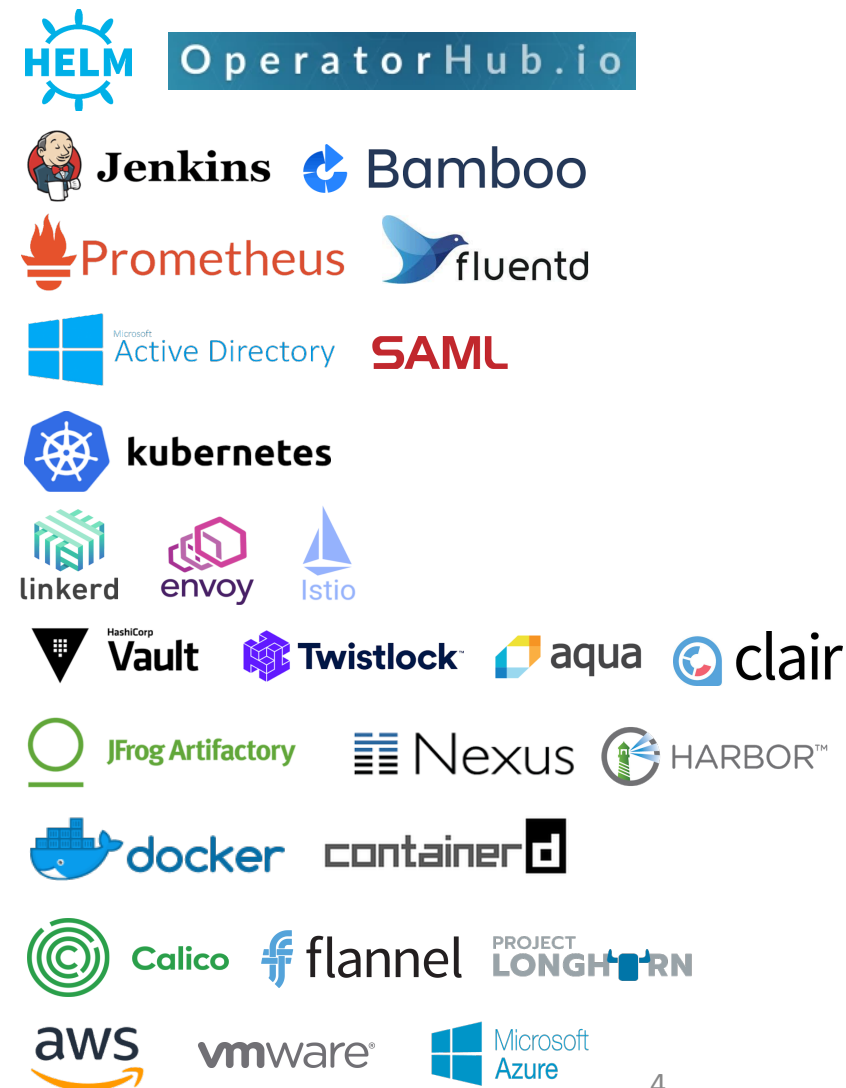 HELM
OperatorHub.io
Jenkins
Bamboo
Prometheus
fluentd
Microsoft
Active Directory
SAML
kubernetes
linkerd
envoy
Istio
HashiCorp
Vault
Twistlock™
aqua
clair
JFrog Artifactory
Nexus
HARBOR™
docker
containerd
Calico
flannel
PROJECT
LONGHORN
aws
vmware®
Microsoft
Azure
4